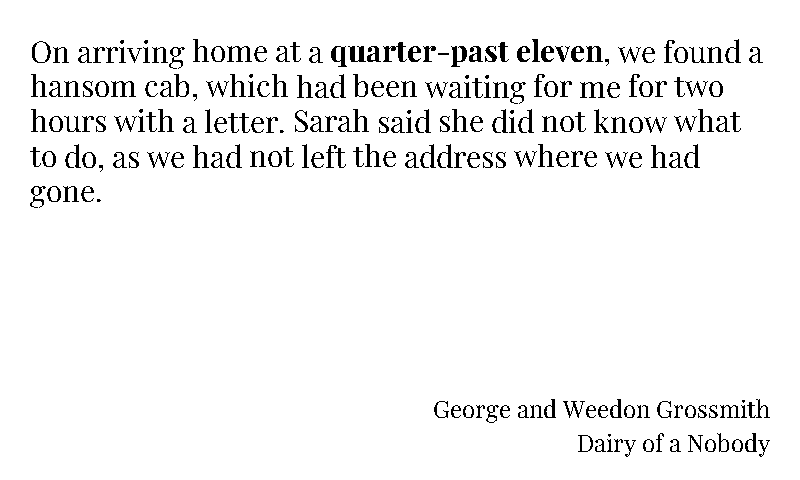 On arriving home at a quarter-past eleven, we found a
hansom cab, which had been waiting for me for two
hours with a letter. Sarah said she did not know what
to do, as we had not left the address where we had
gone.
George and Weedon Grossmith
Dairy of a Nobody